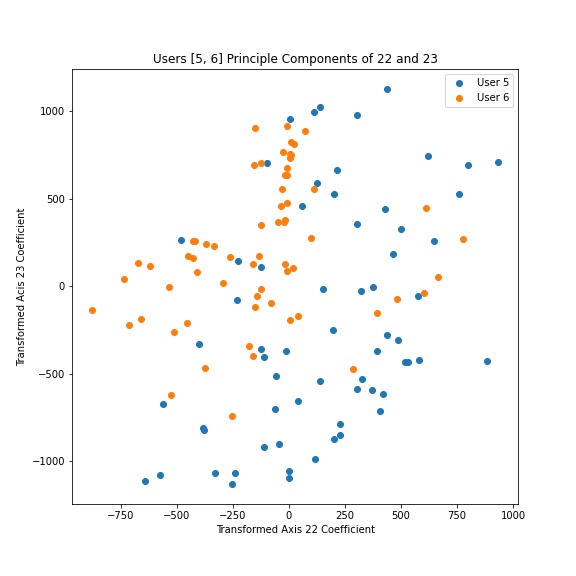 Users [5, 6] Principle Components of 22 and 23
User 5
User 6
Transformed Acis 23 Coefficient
1000
500
0
−500
−1000
−750
−500
−250
0
250
500
750
1000
Transformed Axis 22 Coefficient